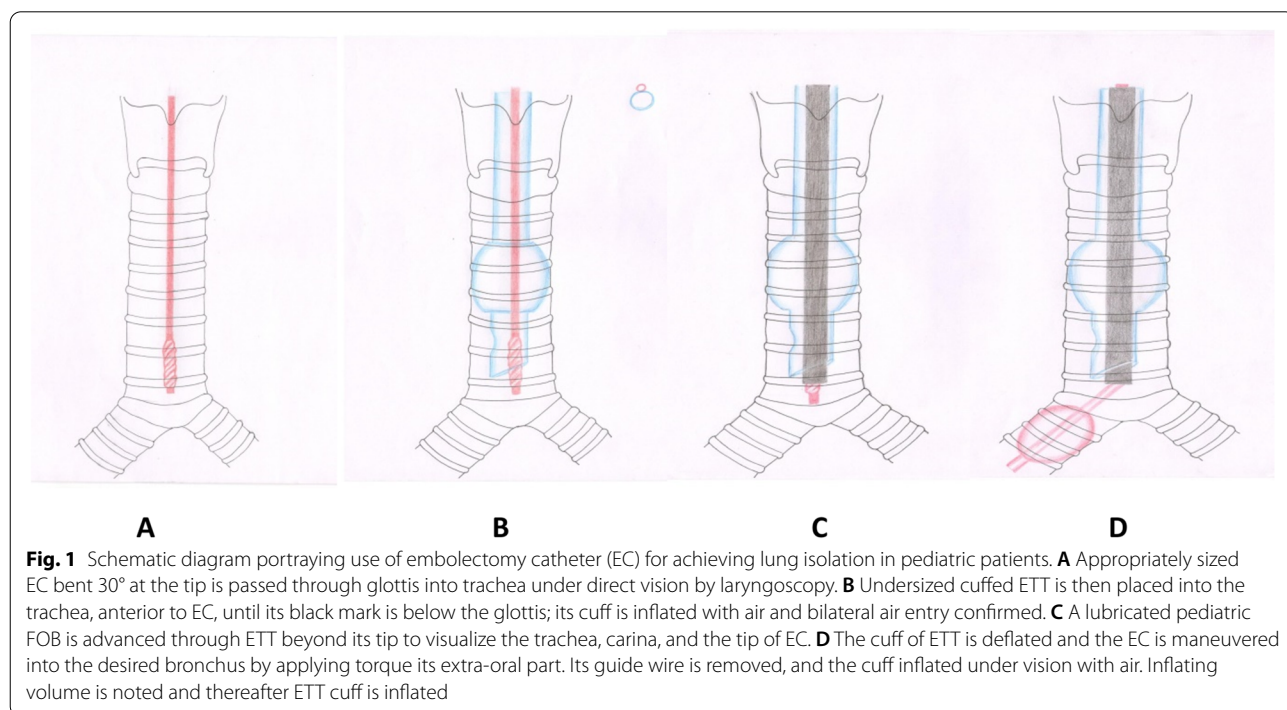 A B C D
Fig. 1 Schematic diagram portraying use of embolectomy catheter (EC) for achieving lung isolation in pediatric patients. A Appropriately sized
EC bent 30° at the tip is passed through glottis into trachea under direct vision by laryngoscopy. B Undersized cuffed ETT is then placed into the
trachea, anterior to EC, until its black mark is below the glottis; its cuff is inflated with air and bilateral air entry confirmed. C A lubricated pediatric
FOB is advanced through ETT beyond its tip to visualize the trachea, carina, and the tip of EC. D The cuff of ETT is deflated and the EC is maneuvered
into the desired bronchus by applying torque its extra-oral part. Its guide wire is removed, and the cuff inflated under vision with air. Inflating
volume is noted and thereafter ETT cuff is inflated